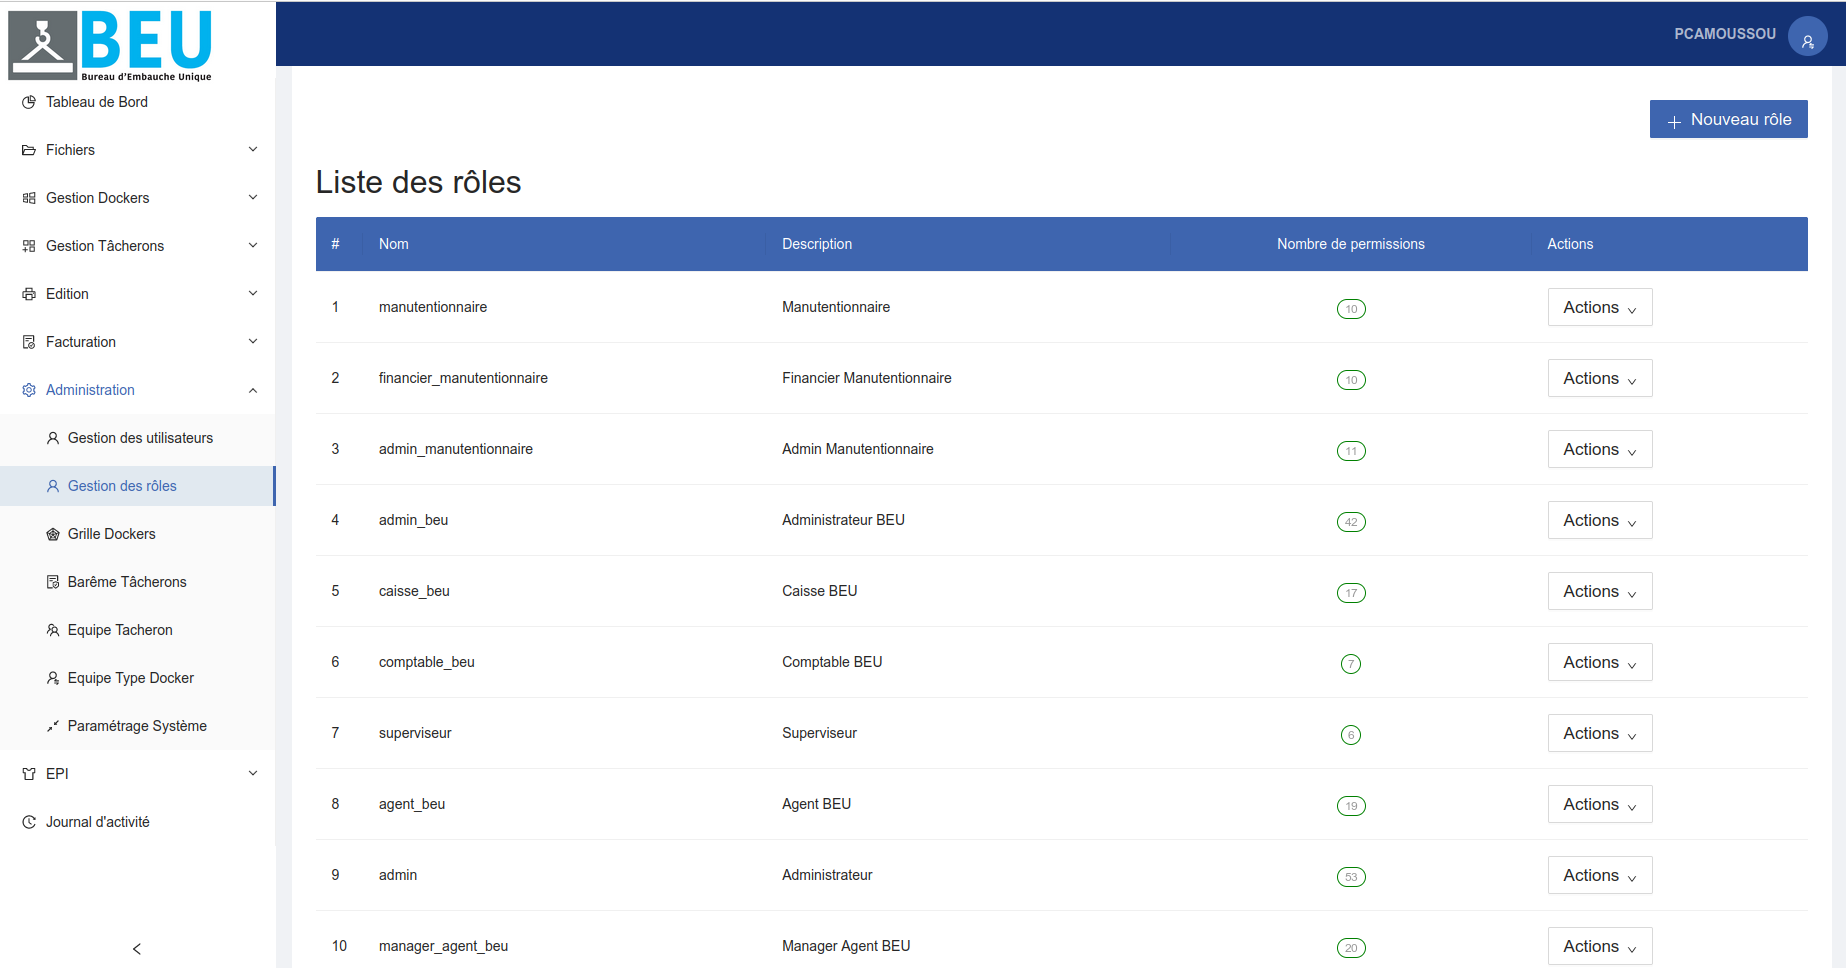 BEU
Bureau d'Embauche Unique
PCAMOUSSOU
Tableau de Bord
Fichiers
Gestion Dockers
Gestion Tâcherons
Edition
Facturation
Administration
Gestion des utilisateurs
Gestion des rôles
Grille Dockers
Barême Tâcherons
Equipe Tacheron
Equipe Type Docker
Paramétrage Système
EPI
Journal d'activité
Nouveau rôle
Liste des rôles
# Nom Description Nombre de permissions Actions
1 manutentionnaire Manutentionnaire 10 Actions
2 financier_manutentionnaire Financier Manutentionnaire 10 Actions
3 admin_manutentionnaire Admin Manutentionnaire 11 Actions
4 admin_beu Administrateur BEU 42 Actions
5 caisse_beu Caisse BEU 17 Actions
6 comptable_beu Comptable BEU 7 Actions
7 superviseur Superviseur 6 Actions
8 agent_beu Agent BEU 19 Actions
9 admin Administrateur 53 Actions
10 manager_agent_beu Manager Agent BEU 20 Actions